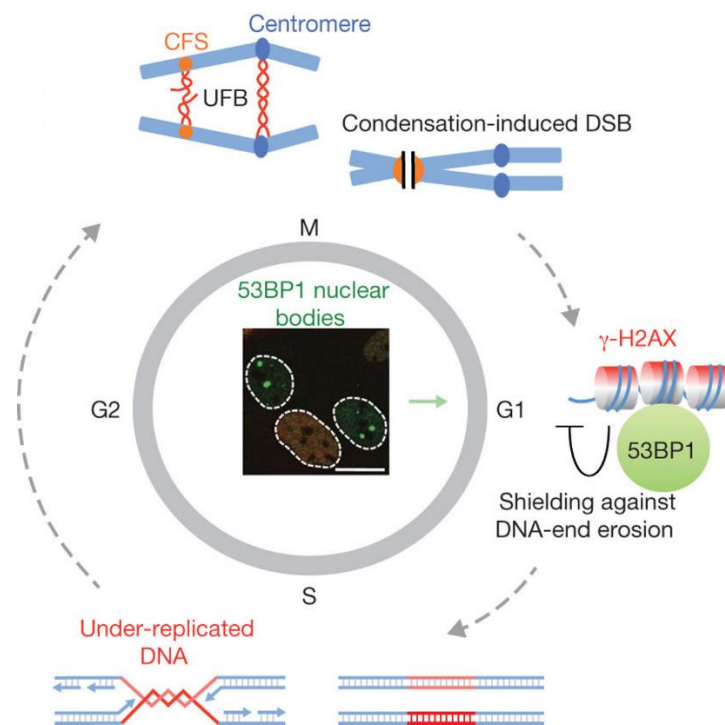 Centromere
CFS
UFB
Condensation-induced DSB
M
53BP1 nuclear
bodies
γ-H2AX
G2
G1
53BP1
Shielding against
DNA-end erosion
S
Under-replicated
DNA